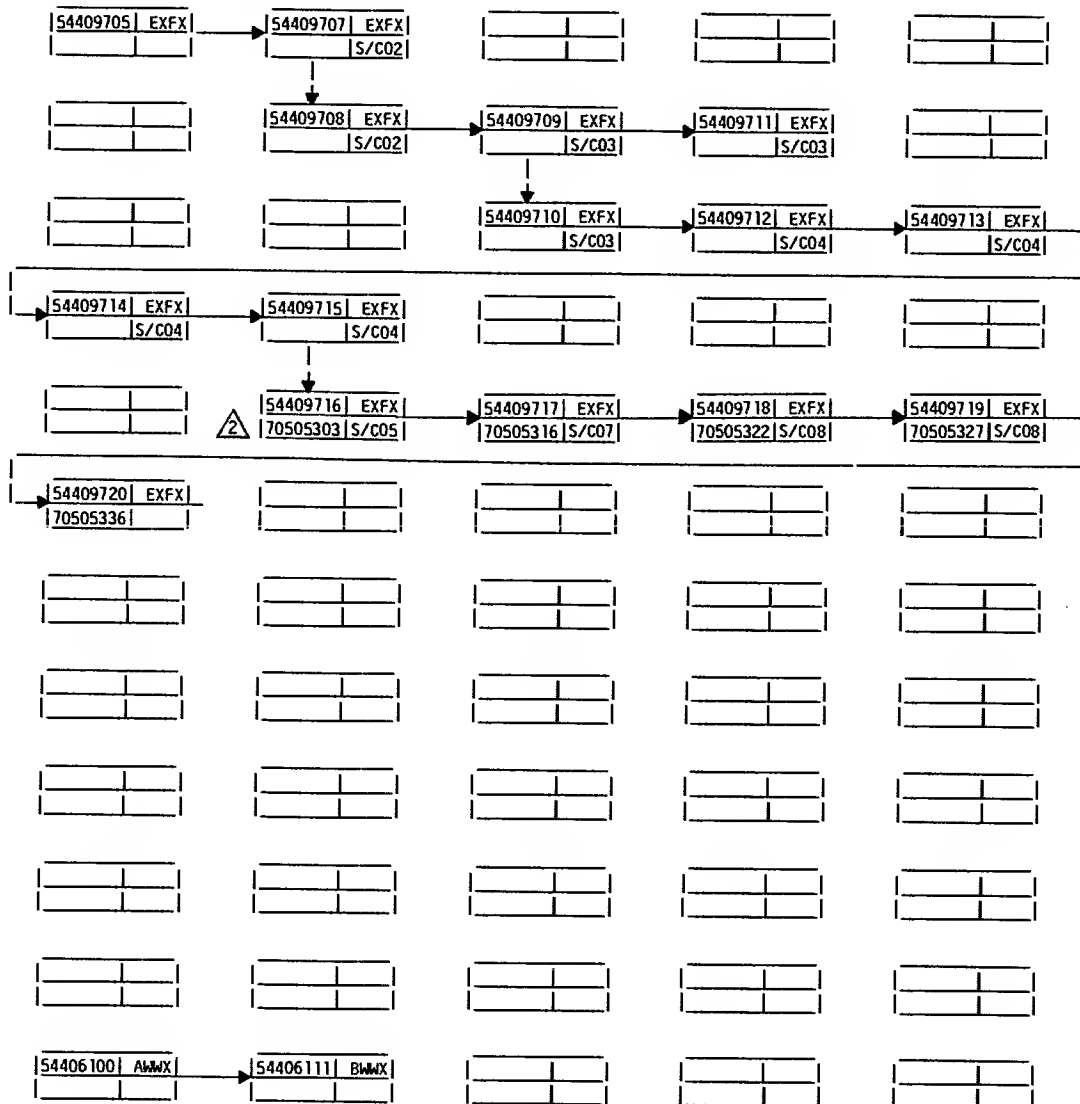 54409705 EXFX 54409707 EXFX
S/C02
54409708 EXFX 54409709 EXFX 54409711 EXFX
S/C02 S/C03 S/C03
54409710 EXFX 54409712 EXFX 54409713 EXFX
S/C03 S/C04 S/C04
54409714 EXFX 54409715 EXFX
S/C04 S/C04
54409716 EXFX 54409717 EXFX 54409718 EXFX 54409719 EXFX
2 70505303 S/C05 70505316 S/C07 70505322 S/C08 70505327 S/C08
54409720 EXFX
70505336
54406100 AWWX 54406111 BWWX